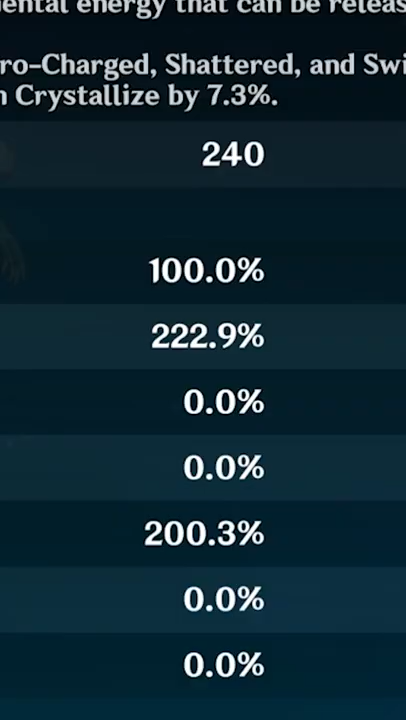 ental energy that can be releas
ro-Charged, Shattered, and Swi
n Crystallize by 7.3%.
240
100.0%
222.9%
0.0%
0.0%
200.3%
0.0%
0.0%